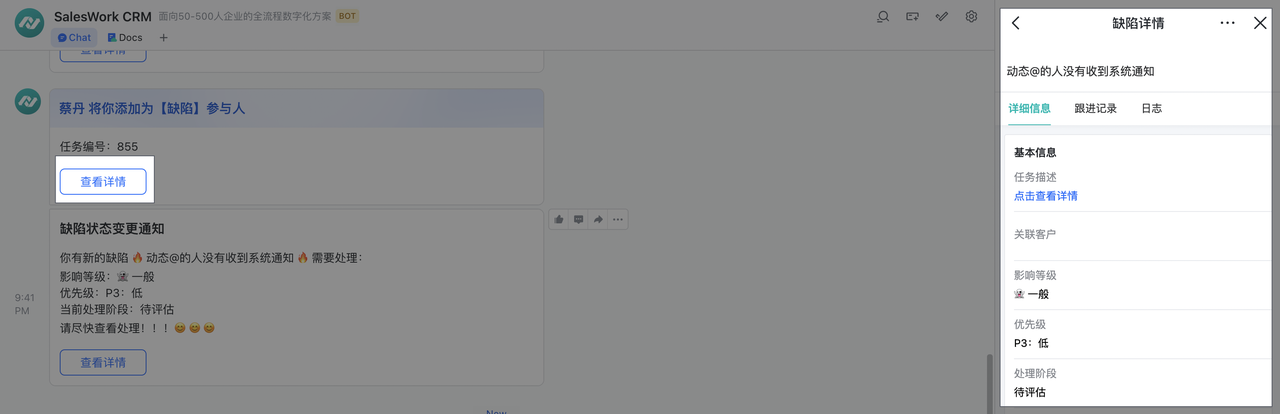 SalesWork CRM 面向50-500人企业的全流程数字化方案 BOT
Chat Docs
查看详情
蔡丹 将你添加为【缺陷】参与人
任务编号：855
查看详情
缺陷状态变更通知
你有新的缺陷 🔥 动态@的人没有收到系统通知 🔥 需要处理：
影响等级：☠️ 一般
优先级：P3：低
当前处理阶段：待评估
请尽快查看处理！！！😄 😄 😄
9:41
PM
查看详情
New
缺陷详情
动态@的人没有收到系统通知
详细信息 跟进记录 日志
基本信息
任务描述
点击查看详情
关联客户
影响等级
☠️ 一般
优先级
P3：低
处理阶段
待评估